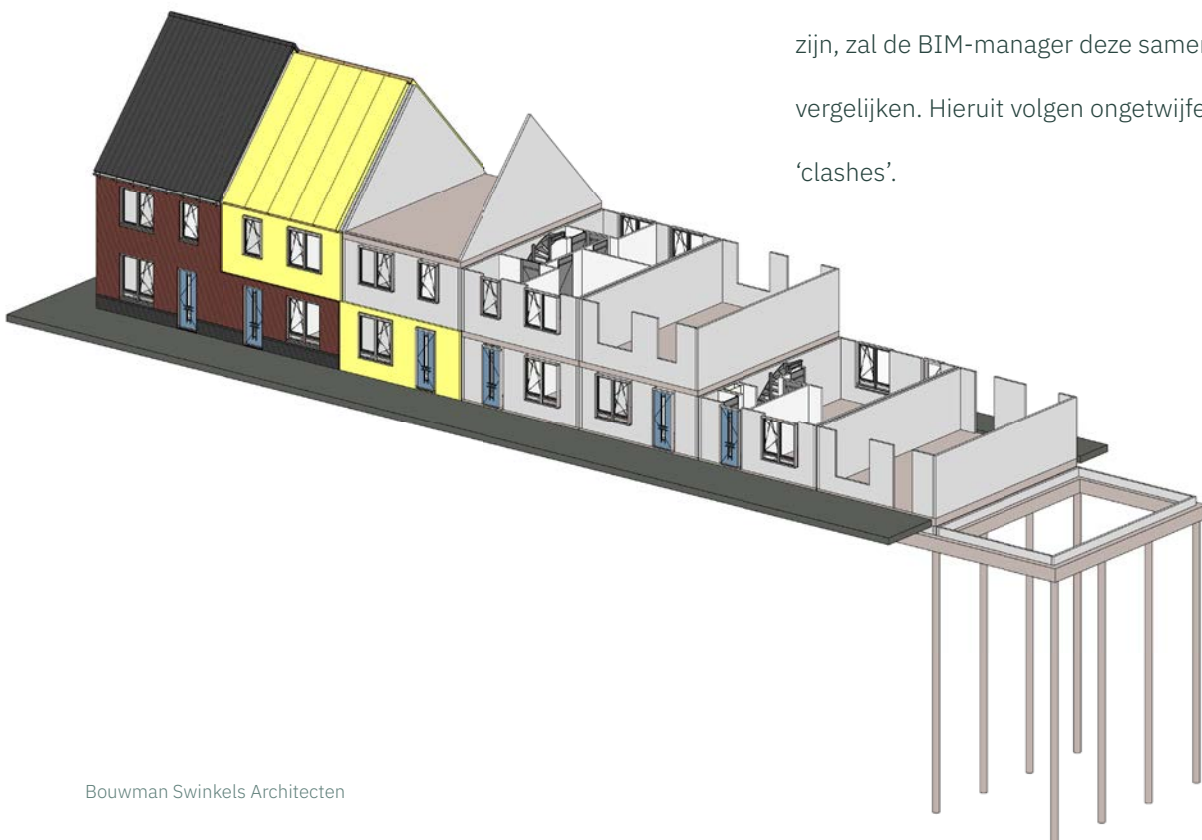 zijn, zal de BIM-manager deze samen
vergelijken. Hieruit volgen ongetwijfe
‘clashes’.
Bouwman Swinkels Architecten